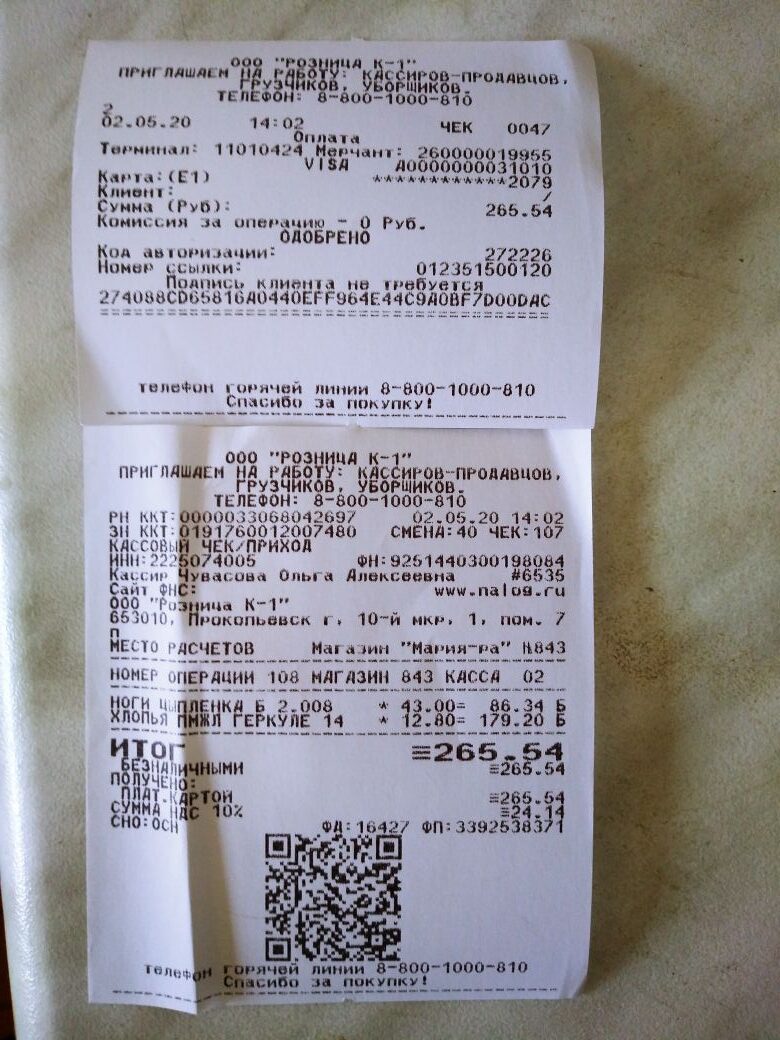 ООО "РОЗНИЦА К-1"
ПРИГЛАШАЕМ НА РАБОТУ: КАССИРОВ-ПРОДАВЦОВ,
ГРУЗЧИКОВ, УБОРЩИКОВ.
ТЕЛЕФОН: 8-800-1000-810
2
02.05.20 14:02 ЧЕК 0047
Оплата
Терминал: 11010424 Мерчант: 260000019955
VISA A0000000031010
Карта:(E1) ************2079
Клиент: /
Сумма (Руб): 265.54
Комиссия за операцию - 0 Руб.
ОДОБРЕНО
Код авторизации: 272226
Номер ссылки: 012351500120
Подпись клиента не требуется
274088CD65816A0440EFF964E44C9A0BF7D00DAC
телефон горячей линии 8-800-1000-810
Спасибо за покупку!
ООО "РОЗНИЦА К-1"
ПРИГЛАШАЕМ НА РАБОТУ: КАССИРОВ-ПРОДАВЦОВ,
ГРУЗЧИКОВ, УБОРЩИКОВ.
ТЕЛЕФОН: 8-800-1000-810
РН ККТ:0000033068042697 02.05.20 14:02
ЗН ККТ:0191760012007480 СМЕНА:40 ЧЕК:107
КАССОВЫЙ ЧЕК/ПРИХОД
ИНН:2225074005 ФН:9251440300198084
Кассир Чувасова Ольга Алексеевна #6535
Сайт ФНС: www.nalog.ru
ООО "Розница К-1"
653010, Прокопьевск г, 10-й мкр, 1, пом. 7
п
МЕСТО РАСЧЕТОВ Магазин "Мария-ра" №843
НОМЕР ОПЕРАЦИИ 108 МАГАЗИН 843 КАССА 02
НОГИ ЦЫПЛЕНКА Б 2.008 * 43.00= 86.34 Б
ХЛОПЬЯ ПМЖЛ ГЕРКУЛЕ 14 * 12.80= 179.20 Б
ИТОГ ≡265.54
БЕЗНАЛИЧНЫМИ ≡265.54
ПОЛУЧЕНО:
ПЛАТ.КАРТОЙ ≡265.54
СУММА НДС 10% ≡24.14
СНО:ОСН ФД:16427 ФП:3392538371
телефон горячей линии 8-800-1000-810
Спасибо за покупку!